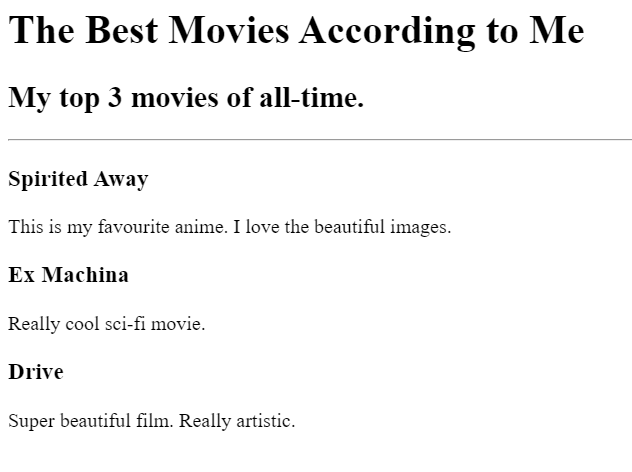 The Best Movies According to Me
My top 3 movies of all-time.
Spirited Away
This is my favourite anime. I love the beautiful images.
Ex Machina
Really cool sci-fi movie.
Drive
Super beautiful film. Really artistic.